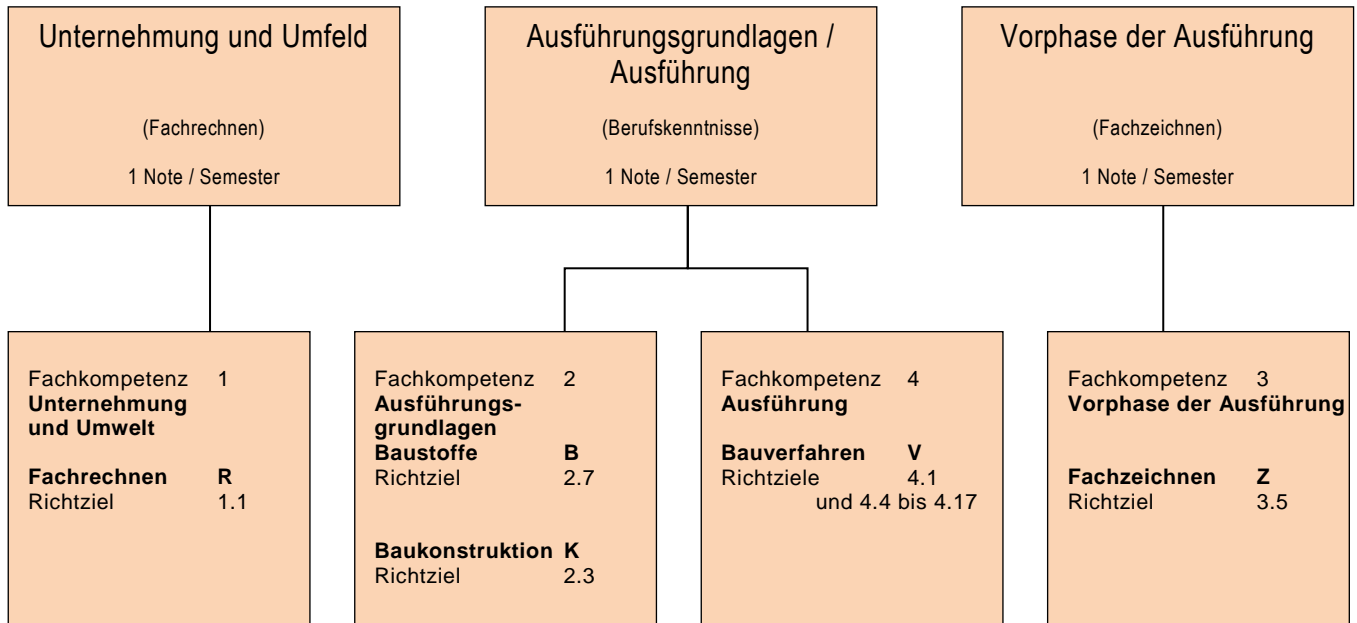 Unternehmung und Umfeld
(Fachrechnen)
1 Note / Semester
Ausführungsgrundlagen /
Ausführung
(Berufskenntnisse)
1 Note / Semester
Vorphase der Ausführung
(Fachzeichnen)
1 Note / Semester
Fachkompetenz 1
Unternehmung
und Umwelt
Fachrechnen R
Richtziel 1.1
Fachkompetenz 2
Ausführungs-
grundlagen
Baustoffe B
Richtziel 2.7
Baukonstruktion K
Richtziel 2.3
Fachkompetenz 4
Ausführung
Bauverfahren V
Richtziele 4.1
und 4.4 bis 4.17
Fachkompetenz 3
Vorphase der Ausführung
Fachzeichnen Z
Richtziel 3.5